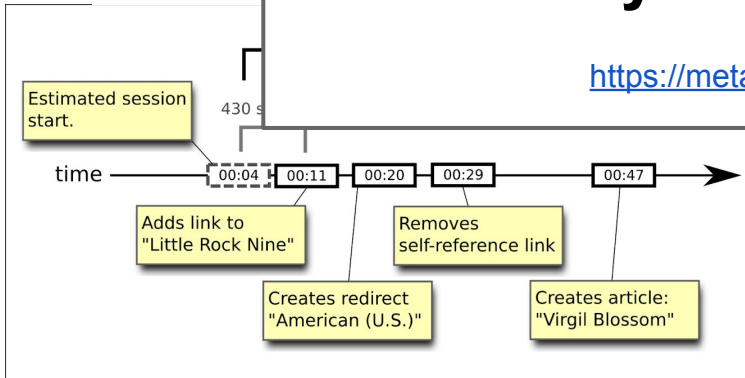 https://meta
Estimated session
start.
430 s
time
00:04
00:11
00:20
00:29
00:47
Adds link to
"Little Rock Nine"
Removes
self-reference link
Creates redirect
"American (U.S.)"
Creates article:
"Virgil Blossom"